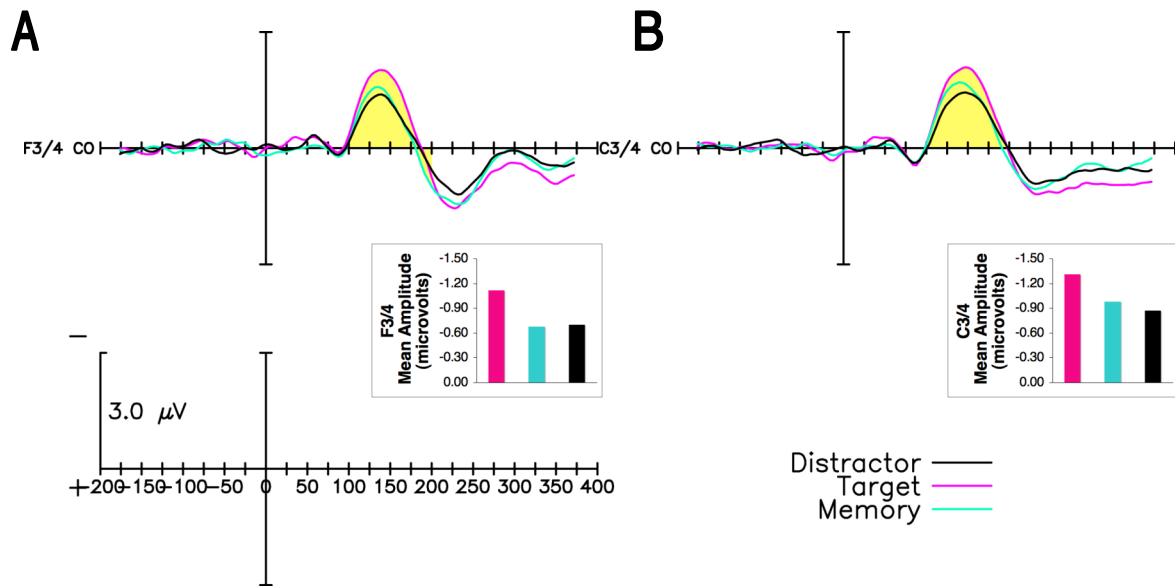 A
B
F3/4 CO
C3/4 CO
F3/4
Mean Amplitude
(microvolts)
-1.50
-1.20
-0.90
-0.60
-0.30
0.00
C3/4
Mean Amplitude
(microvolts)
-1.50
-1.20
-0.90
-0.60
-0.30
0.00
−
3.0 µV
+
-200 -150 -100 -50 0 50 100 150 200 250 300 350 400
Distractor
Target
Memory